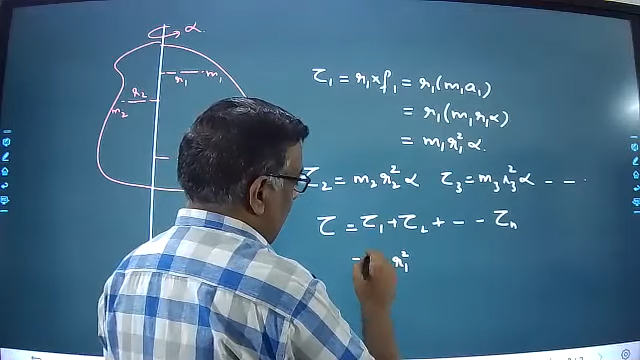 α
r₁ m₁
r₂
m₂
τ₁ = r₁ × f₁ = r₁(m₁a₁)
= r₁(m₁r₁α)
= m₁r₁²α.
τ₂ = m₂r₂²α τ₃ = m₃r₃²α - - -
τ = τ₁ + τ₂ + - - τₙ
r₁²